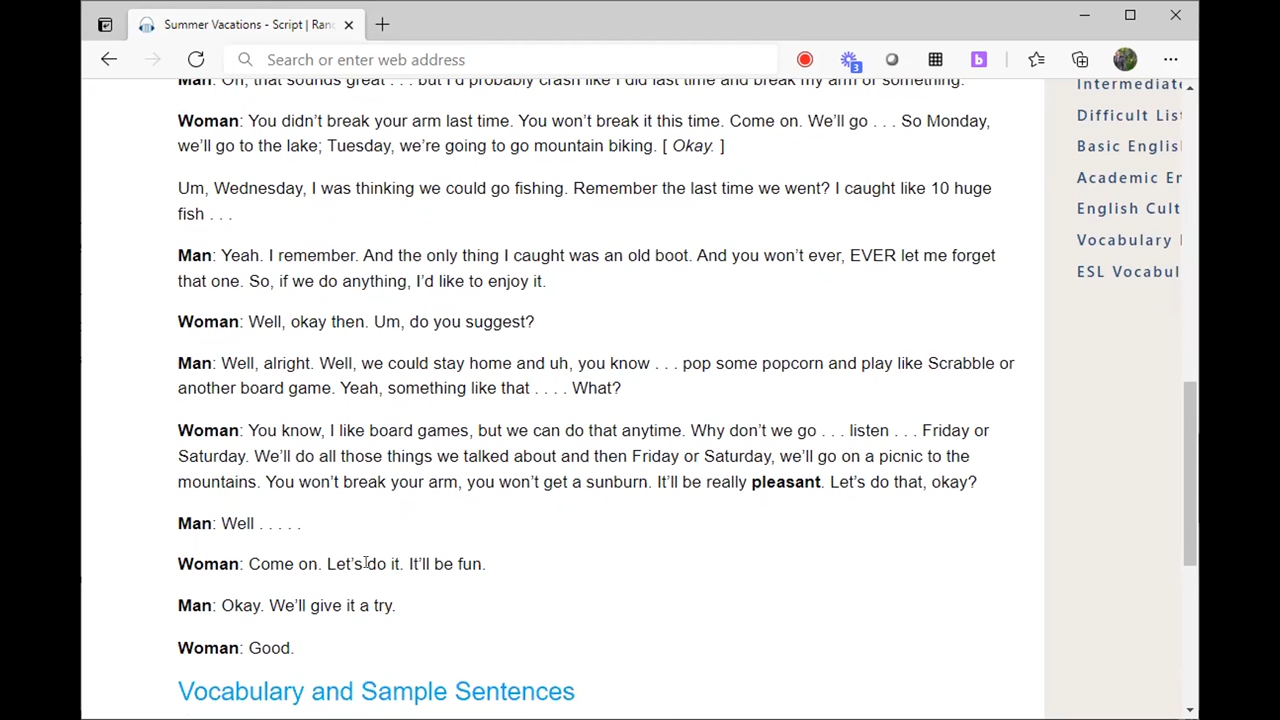 Summer Vacations - Script | Ranc
Search or enter web address
3
b
Man: Oh, that sounds great . . . but I'd probably crash like I did last time and break my arm or something.
Woman: You didn't break your arm last time. You won't break it this time. Come on. We'll go . . . So Monday,
we'll go to the lake; Tuesday, we're going to go mountain biking. [ Okay. ]
Um, Wednesday, I was thinking we could go fishing. Remember the last time we went? I caught like 10 huge
fish . . .
Man: Yeah. I remember. And the only thing I caught was an old boot. And you won't ever, EVER let me forget
that one. So, if we do anything, I'd like to enjoy it.
Woman: Well, okay then. Um, do you suggest?
Man: Well, alright. Well, we could stay home and uh, you know . . . pop some popcorn and play like Scrabble or
another board game. Yeah, something like that . . . . What?
Woman: You know, I like board games, but we can do that anytime. Why don't we go . . . listen . . . Friday or
Saturday. We'll do all those things we talked about and then Friday or Saturday, we'll go on a picnic to the
mountains. You won't break your arm, you won't get a sunburn. It'll be really pleasant. Let's do that, okay?
Man: Well . . . . .
Woman: Come on. Let's do it. It'll be fun.
Man: Okay. We'll give it a try.
Woman: Good.
Vocabulary and Sample Sentences
Intermediate
Difficult List
Basic English
Academic En
English Cult
Vocabulary
ESL Vocabul